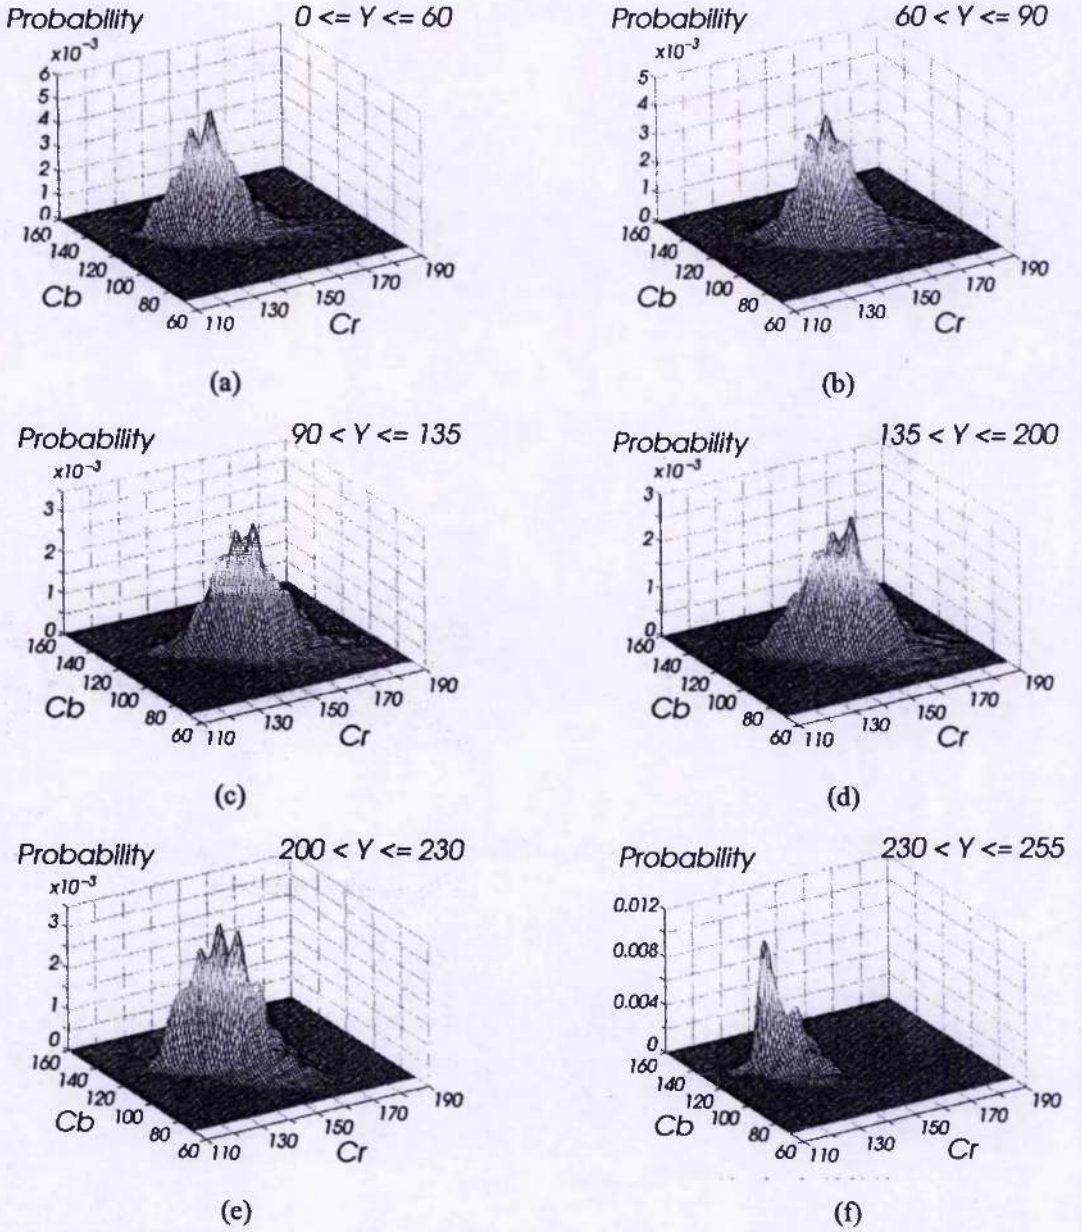 Probability 0 <= Y <= 60
x10⁻³
6
5
4
3
2
1
0
160
140
120
100
80
60
Cb
110 130 150 170 190
Cr
(a)
Probability 60 < Y <= 90
x10⁻³
5
4
3
2
1
0
160
140
120
100
80
60
Cb
110 130 150 170 190
Cr
(b)
Probability 90 < Y <= 135
x10⁻³
3
2
1
0
160
140
120
100
80
60
Cb
110 130 150 170 190
Cr
(c)
Probability 135 < Y <= 200
x10⁻³
3
2
1
0
160
140
120
100
80
60
Cb
110 130 150 170 190
Cr
(d)
Probability 200 < Y <= 230
x10⁻³
3
2
1
0
160
140
120
100
80
60
Cb
110 130 150 170 190
Cr
(e)
Probability 230 < Y <= 255
0.012
0.008
0.004
0
160
140
120
100
80
60
Cb
110 130 150 170 190
Cr
(f)